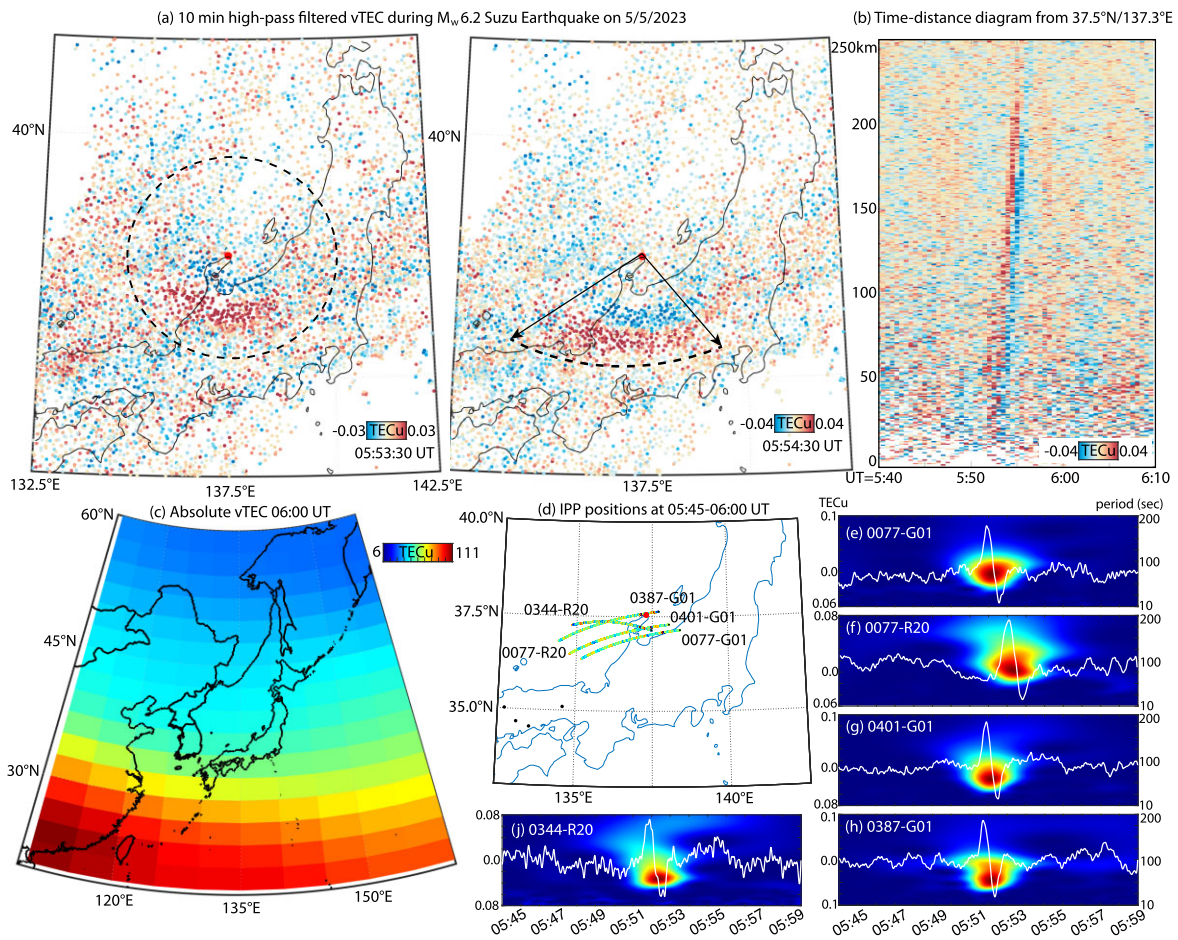 (a) 10 min high-pass filtered vTEC during Mw 6.2 Suzu Earthquake on 5/5/2023
(b) Time-distance diagram from 37.5°N/137.3°E
40°N
40°N
-0.03 TECu 0.03
05:53:30 UT
-0.04 TECu 0.04
05:54:30 UT
132.5°E
137.5°E
142.5°E
137.5°E
250km
200
150
100
50
0
-0.04 TECu 0.04
UT=5:40
5:50
6:00
6:10
(c) Absolute vTEC 06:00 UT
6 TECu 111
60°N
45°N
30°N
120°E
135°E
150°E
(d) IPP positions at 05:45-06:00 UT
40.0°N
37.5°N
35.0°N
0387-G01
0344-R20
0401-G01
0077-G01
0077-R20
135°E
140°E
TECu
period (sec)
(e) 0077-G01
0.1
0.0
0.06
200
100
10
(f) 0077-R20
0.08
0.0
0.06
100
(g) 0401-G01
0.1
0.0
0.08
200
100
10
(h) 0387-G01
0.1
0.0
0.1
200
100
10
05:45
05:47
05:49
05:51
05:53
05:55
05:57
05:59
(j) 0344-R20
0.08
0.0
0.08
05:45
05:47
05:49
05:51
05:53
05:55
05:57
05:59